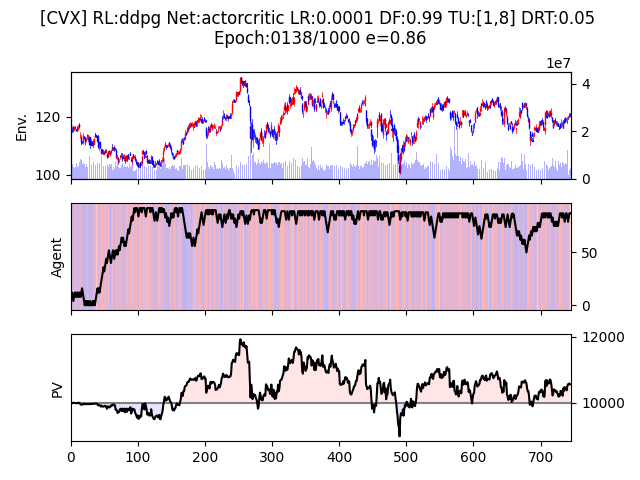 [CVX] RL:ddpg Net:actorcritic LR:0.0001 DF:0.99 TU:[1,8] DRT:0.05
Epoch:0138/1000 e=0.86
1e7
Env.
120
100
4
2
0
Agent
50
0
PV
12000
10000
0 100 200 300 400 500 600 700